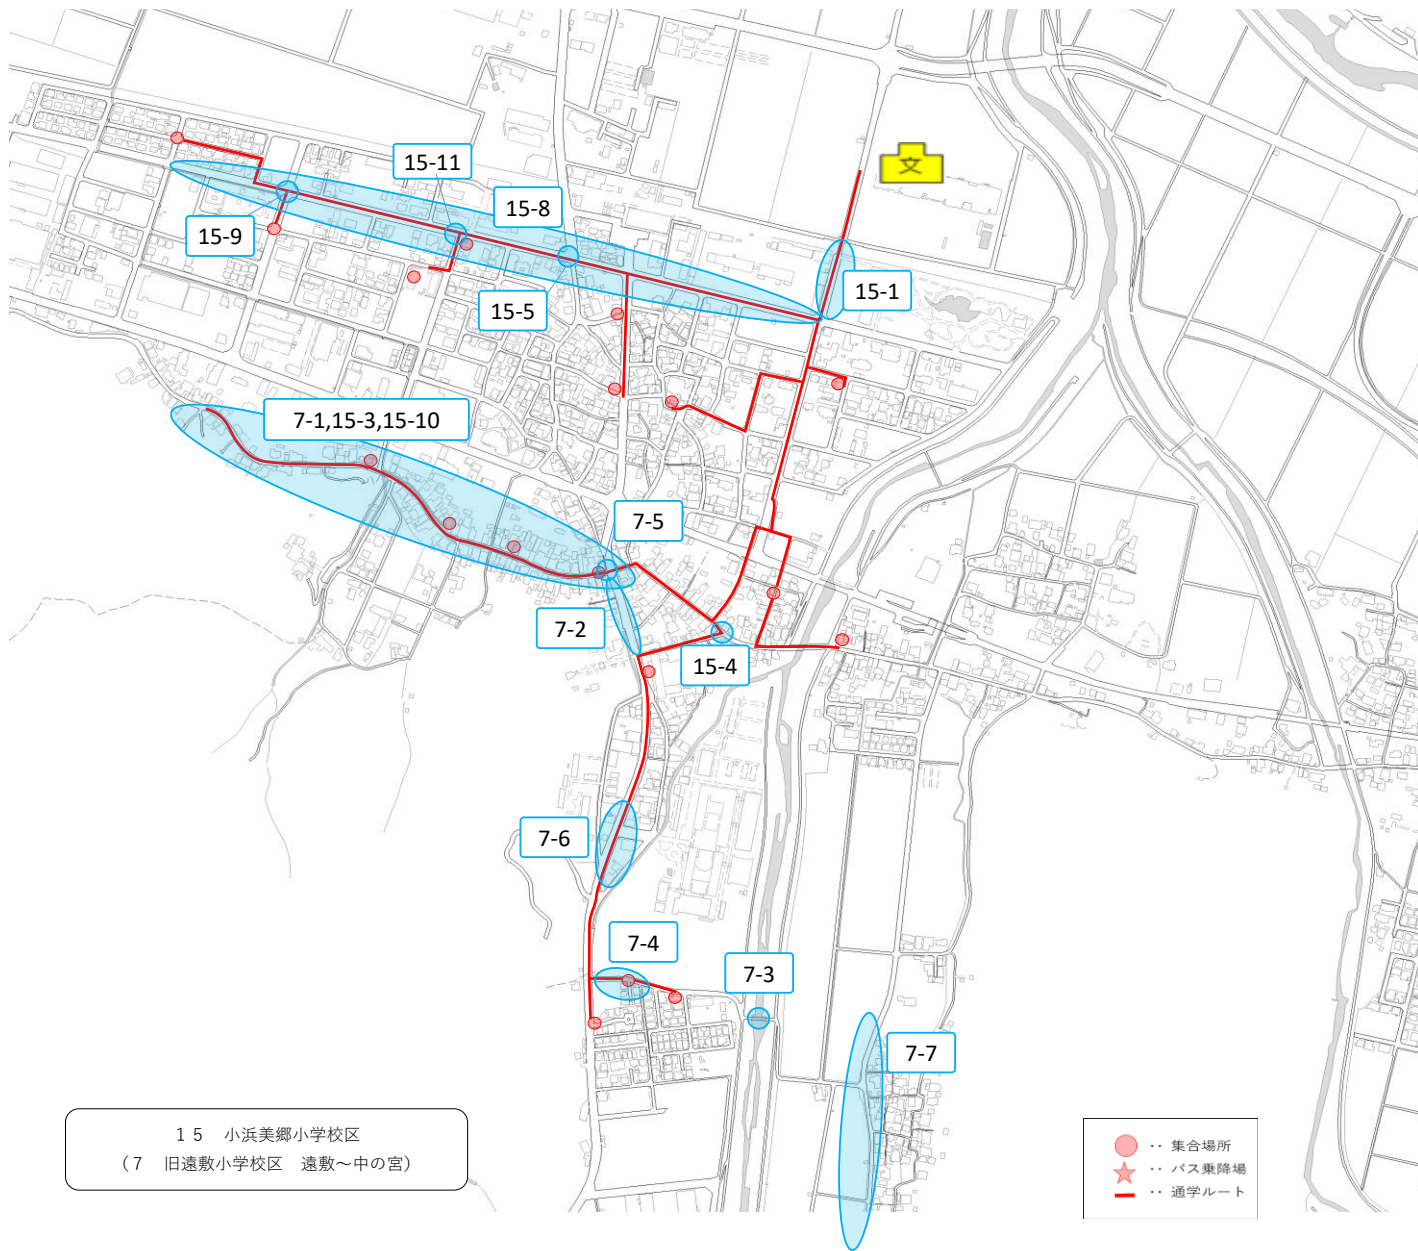 文
15-11
15-8
15-9
15-1
15-5
7-1,15-3,15-10
7-5
7-2
15-4
7-6
7-4
7-3
7-7
１５　小浜美郷小学校区
（７　旧遠敷小学校区　遠敷～中の宮）
‥ 集合場所
‥ バス乗降場
‥ 通学ルート